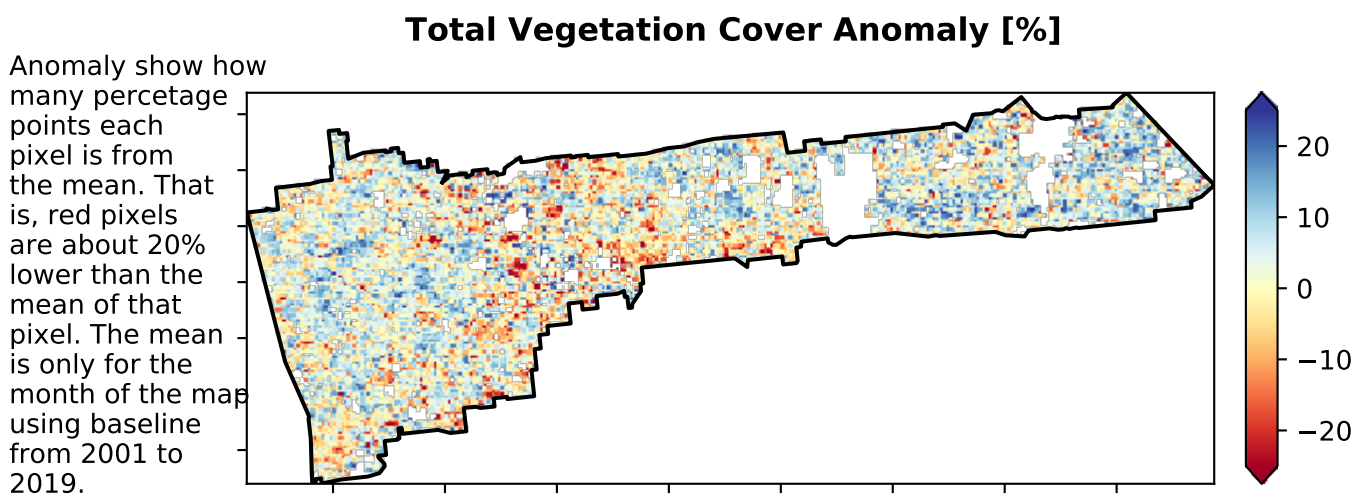 Total Vegetation Cover Anomaly [%]
Anomaly show how
many percetage
points each
pixel is from
the mean. That
is, red pixels
are about 20%
lower than the
mean of that
pixel. The mean
is only for the
month of the map
using baseline
from 2001 to
2019.
20
10
0
−10
−20